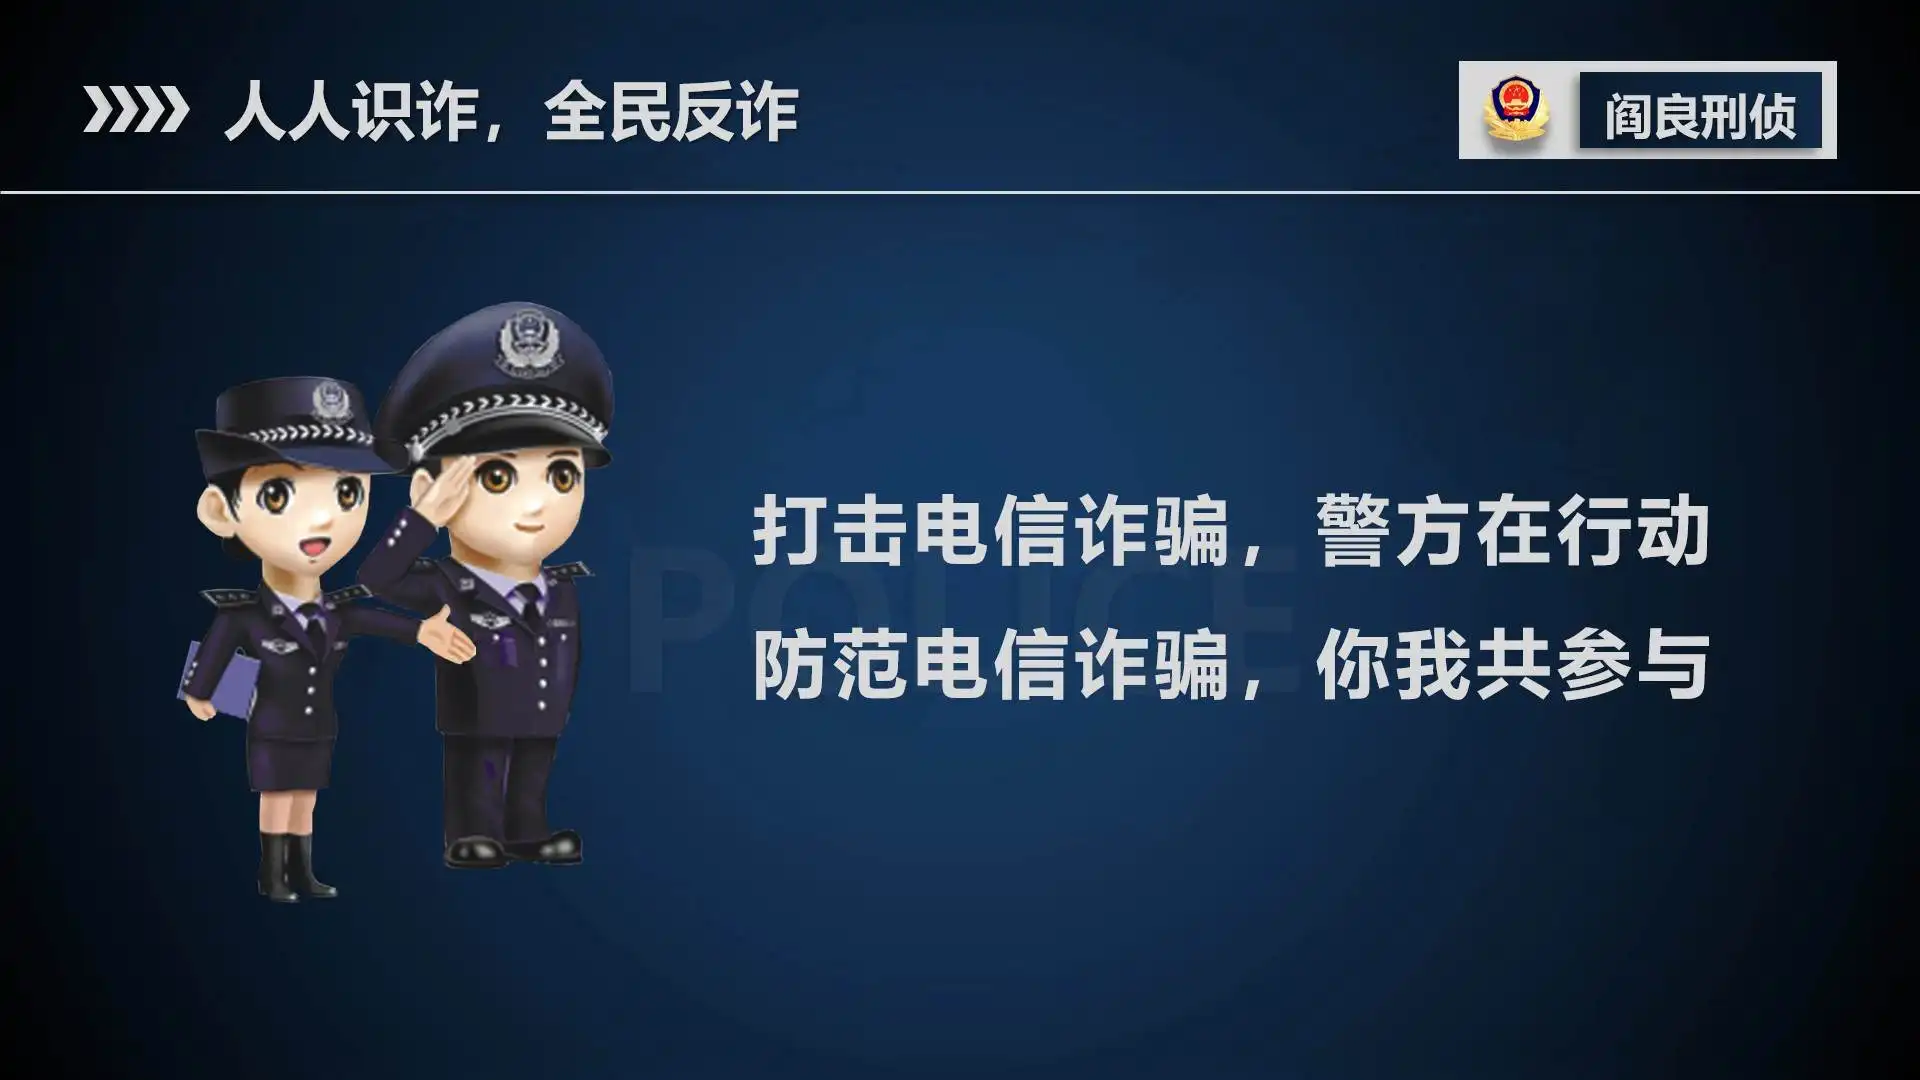 人人识诈，全民反诈
阎良刑侦
打击电信诈骗，警方在行动
防范电信诈骗，你我共参与
POLICE